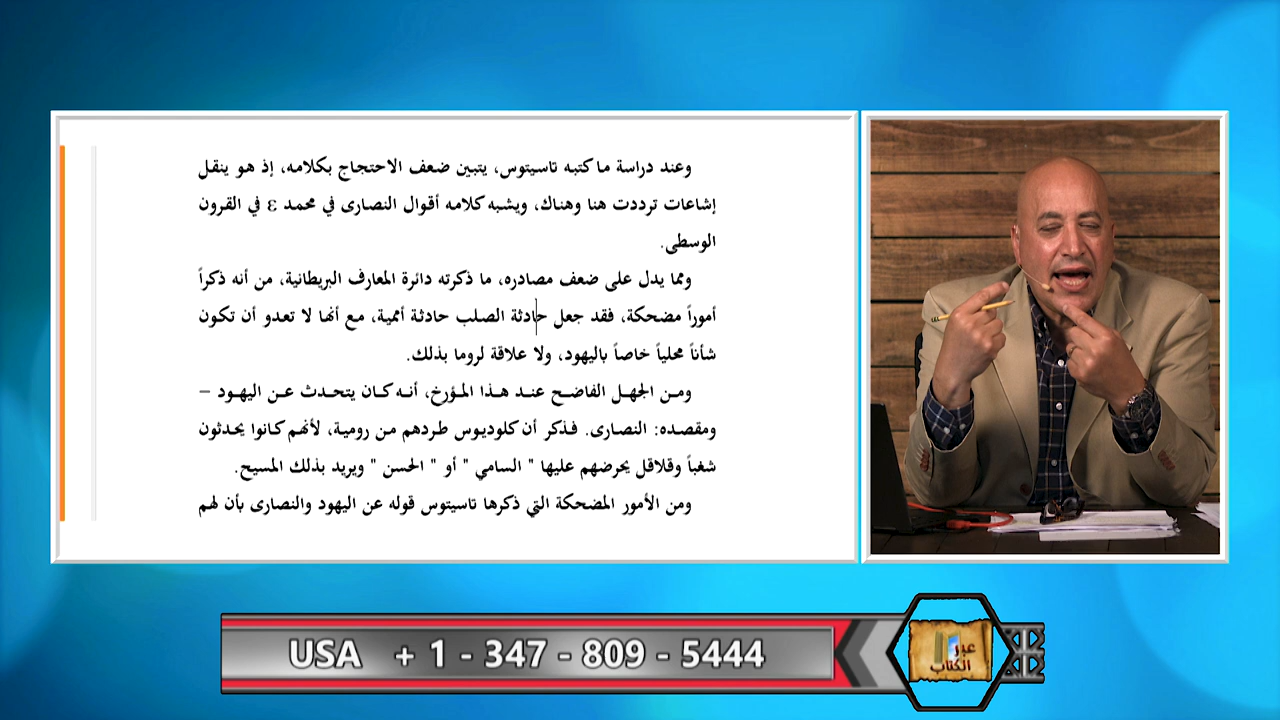 وعند دراسة ما كتبه تاسيتوس، يتبين ضعف الاحتجاج بكلامه، إذ هو ينقل
إشاعات ترددت هنا وهناك، ويشبه كلامه أقوال النصارى في محمد ε في القرون
الوسطى.
ومما يدل على ضعف مصادره، ما ذكرته دائرة المعارف البريطانية، من أنه ذكراً
أموراً مضحكة، فقد جعل حادثة الصلب حادثة أممية، مع أنها لا تعدو أن تكون
شأناً محلياً خاصاً باليهود، ولا علاقة لروما بذلك.
ومن الجهل الفاضح عند هذا المؤرخ، أنه كان يتحدث عن اليهود –
ومقصده: النصارى. فذكر أن كلوديوس طردهم من رومية، لأنهم كانوا يحدثون
شغباً وقلاقل يحرضهم عليها " السامي " أو " الحسن " ويريد بذلك المسيح.
ومن الأمور المضحكة التي ذكرها تاسيتوس قوله عن اليهود والنصارى بأن لهم
USA + 1 - 347 - 809 - 5444
عبر
الكتاب